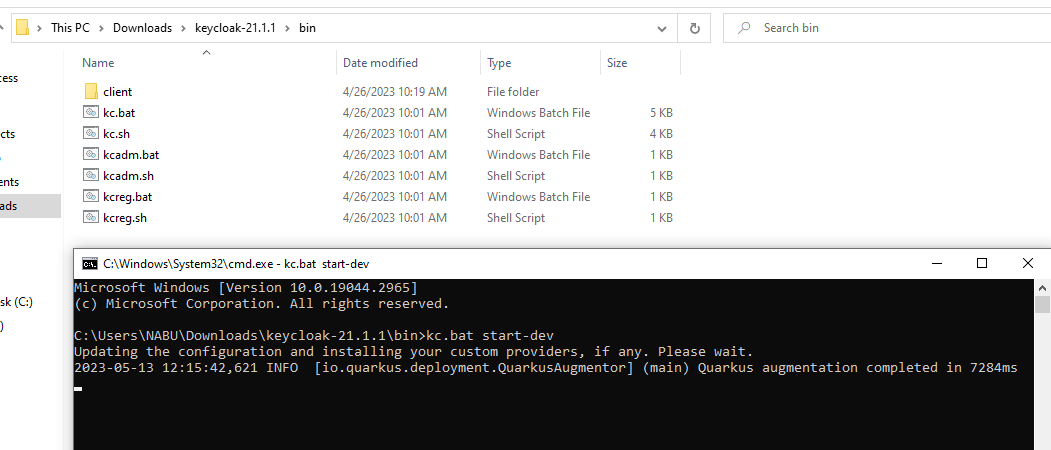 This PC > Downloads > keycloak-21.1.1 > bin
Search bin
Name Date modified Type Size
client 4/26/2023 10:19 AM File folder
kc.bat 4/26/2023 10:01 AM Windows Batch File 5 KB
kc.sh 4/26/2023 10:01 AM Shell Script 4 KB
kcadm.bat 4/26/2023 10:01 AM Windows Batch File 1 KB
kcadm.sh 4/26/2023 10:01 AM Shell Script 1 KB
kcreg.bat 4/26/2023 10:01 AM Windows Batch File 1 KB
kcreg.sh 4/26/2023 10:01 AM Shell Script 1 KB
cess
cts
ents
ads
sk (C:)
)
C:\Windows\System32\cmd.exe - kc.bat start-dev
Microsoft Windows [Version 10.0.19044.2965]
(c) Microsoft Corporation. All rights reserved.
C:\Users\NABU\Downloads\keycloak-21.1.1\bin>kc.bat start-dev
Updating the configuration and installing your custom providers, if any. Please wait.
2023-05-13 12:15:42,621 INFO  [io.quarkus.deployment.QuarkusAugmentor] (main) Quarkus augmentation completed in 7284ms